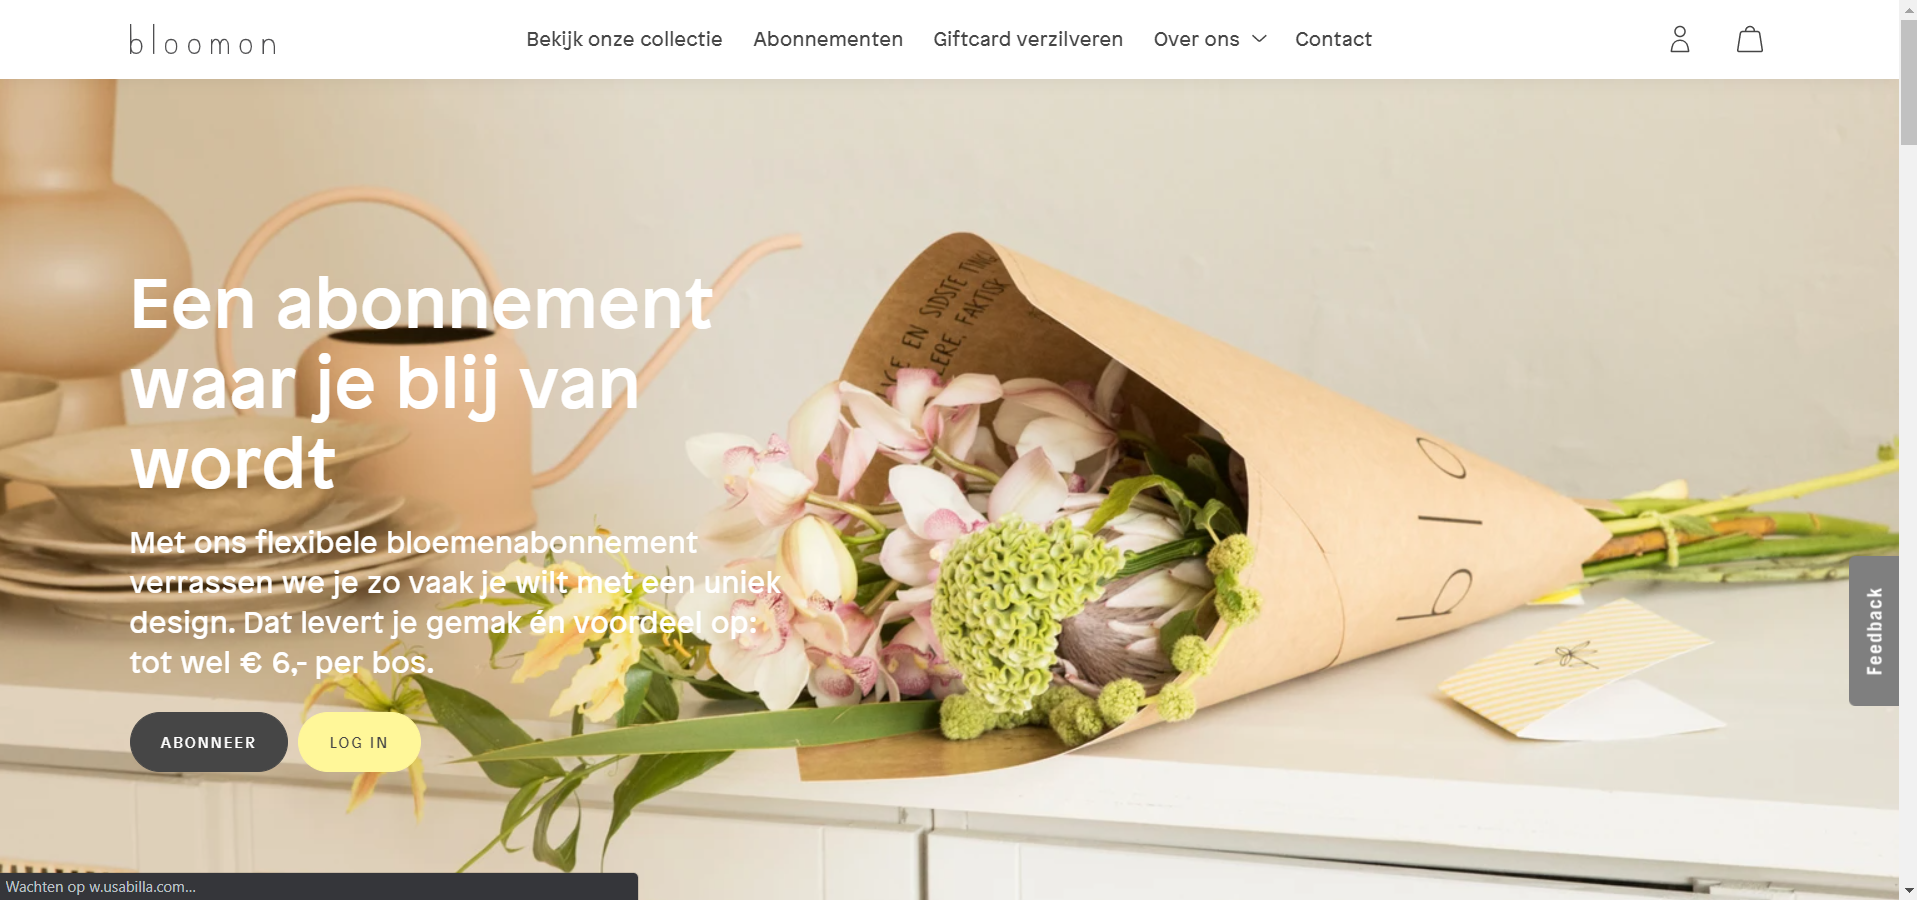 bloomon
Bekijk onze collectie
Abonnementen
Giftcard verzilveren
Over ons
Contact
Een abonnement
waar je blij van
wordt
Met ons flexibele bloemenabonnement
verrassen we je zo vaak je wilt met een uniek
design. Dat levert je gemak én voordeel op:
tot wel € 6,- per bos.
ABONNEER
LOG IN
EN SIDSTE TING
FAKTISK
blo
Feedback
Wachten op w.usabilla.com...